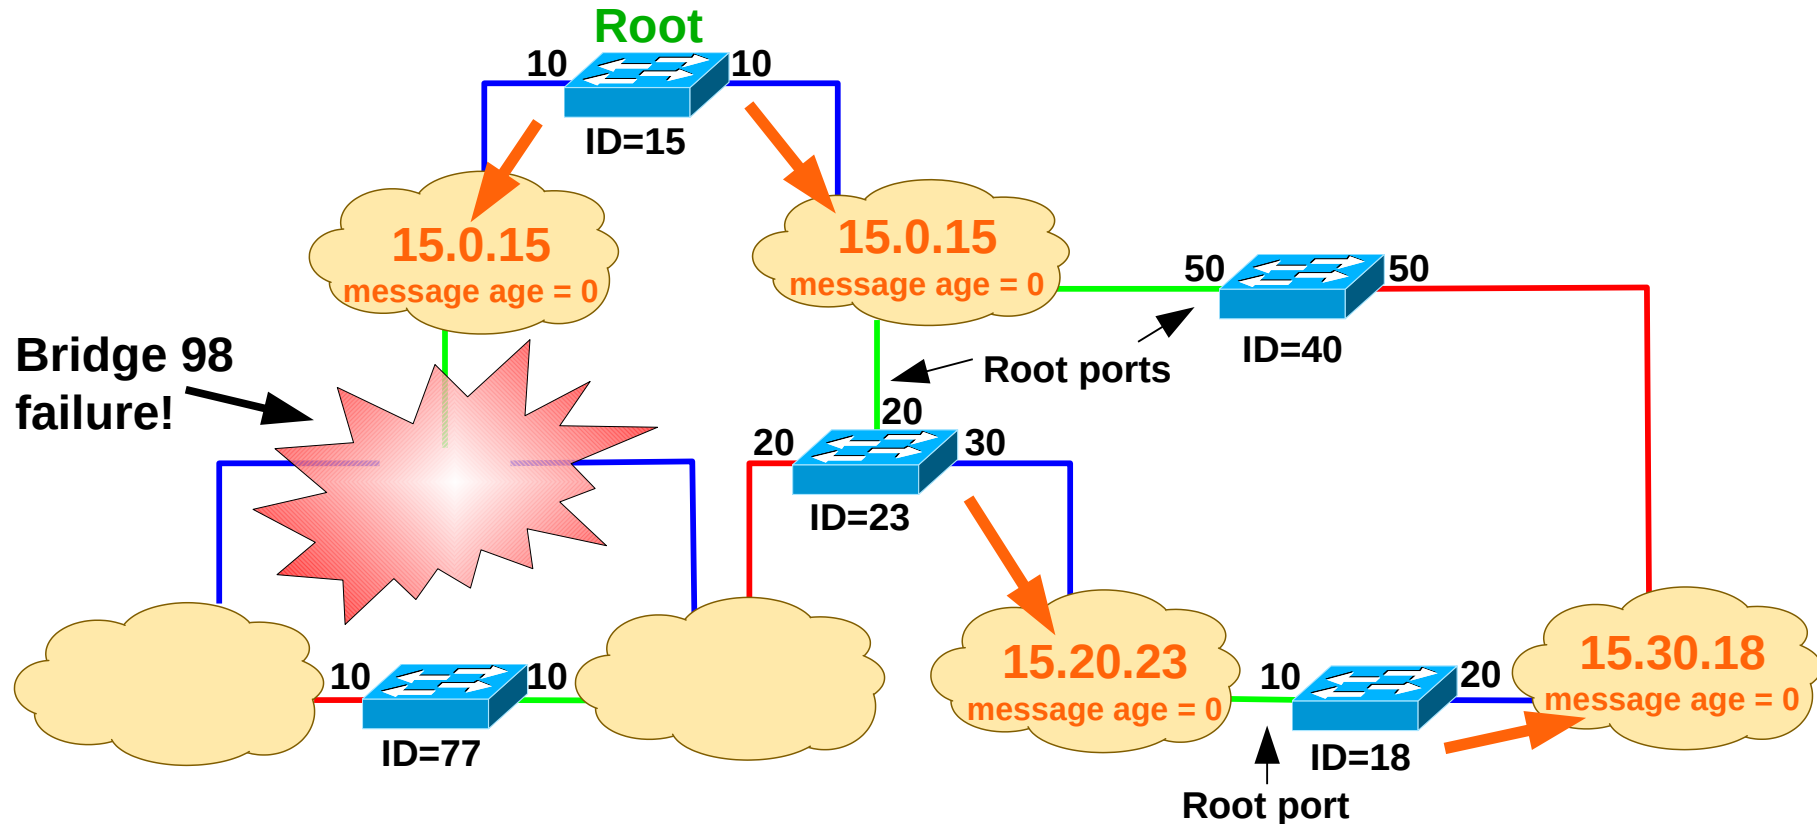 Root
10
10
ID=15
15.0.15
message age = 0
15.0.15
message age = 0
50
50
ID=40
Bridge 98
failure!
Root ports
20
20
30
ID=23
10
10
ID=77
15.20.23
message age = 0
10
20
ID=18
15.30.18
message age = 0
Root port